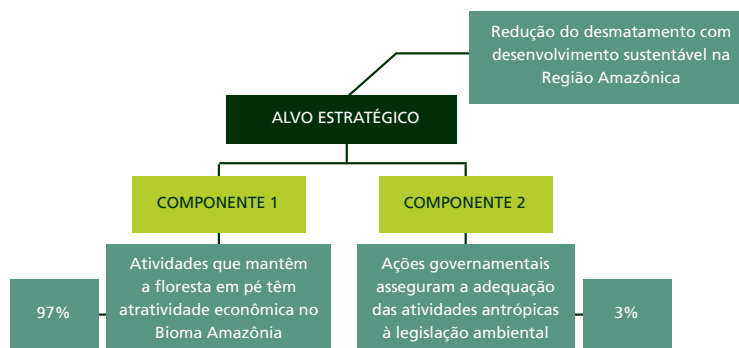 Redução do desmatamento com
desenvolvimento sustentável na
Região Amazônica
ALVO ESTRATÉGICO
COMPONENTE 1
COMPONENTE 2
97%
Atividades que mantêm
a floresta em pé têm
atratividade econômica no
Bioma Amazônia
Ações governamentais
asseguram a adequação
das atividades antrópicas
à legislação ambiental
3%